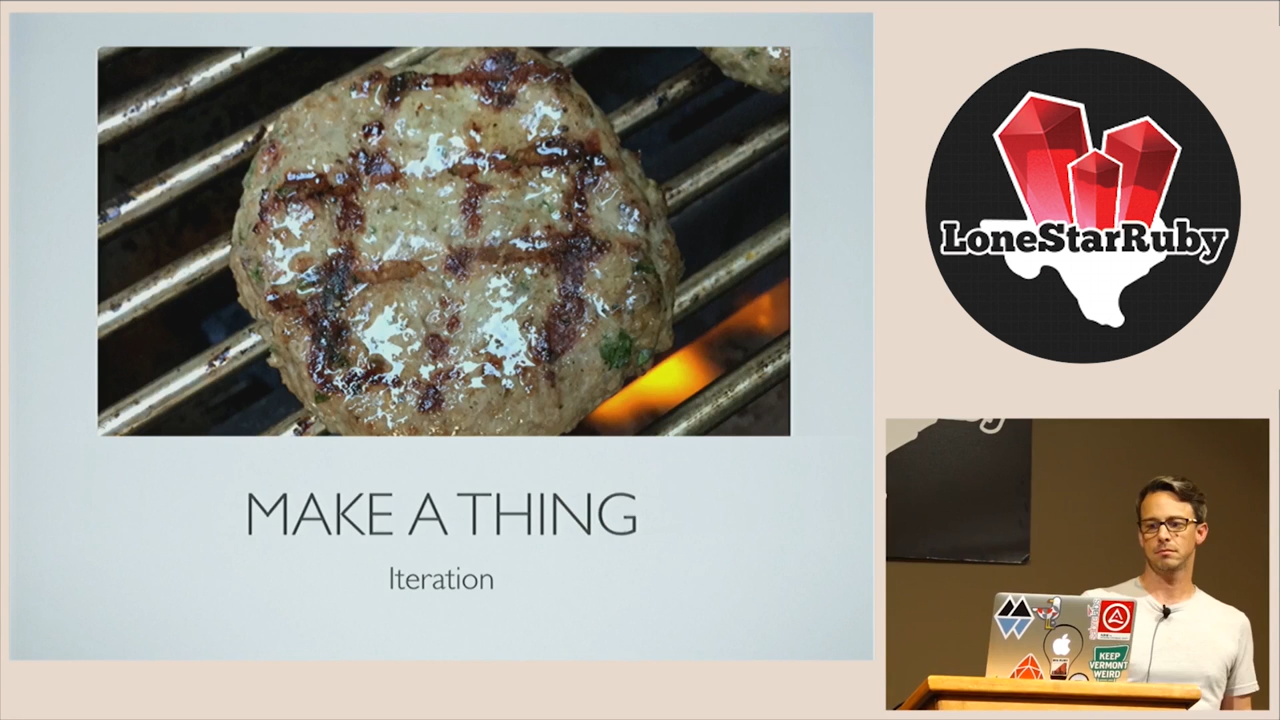 MAKE A THING
Iteration
LoneStarRuby
KEEP
VERMONT
WEIRD